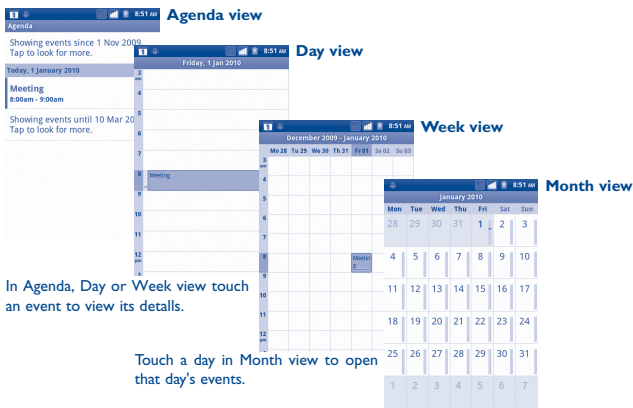 1 8:51 AM
Agenda view
Agenda
Showing events since 1 Nov 2009
Tap to look for more.
Today, 1 January 2010
Meeting
8:00am - 9:00am
Showing events until 10 Mar 20
Tap to look for more.
1 8:51 AM
Day view
Friday, 1 Jan 2010
3
am
4
5
6
7
8 Meeting
9
10
11
12
pm
1 8:51 AM
Week view
December 2009 - January 2010
Mo 28 Tu 29 We 30 Th 31 Fr 01 Sa 02 Su 03
3
am
4
5
6
7
8 Meetin
g
9
10
11
12
pm
8:51 AM
Month view
January 2010
Mon Tue Wed Thu Fri Sat Sun
28 29 30 31 1 2 3
4 5 6 7 8 9 10
11 12 13 14 15 16 17
18 19 20 21 22 23 24
25 26 27 28 29 30 31
1 2 3 4 5 6 7
In Agenda, Day or Week view touch
an event to view its detalls.
Touch a day in Month view to open
that day's events.